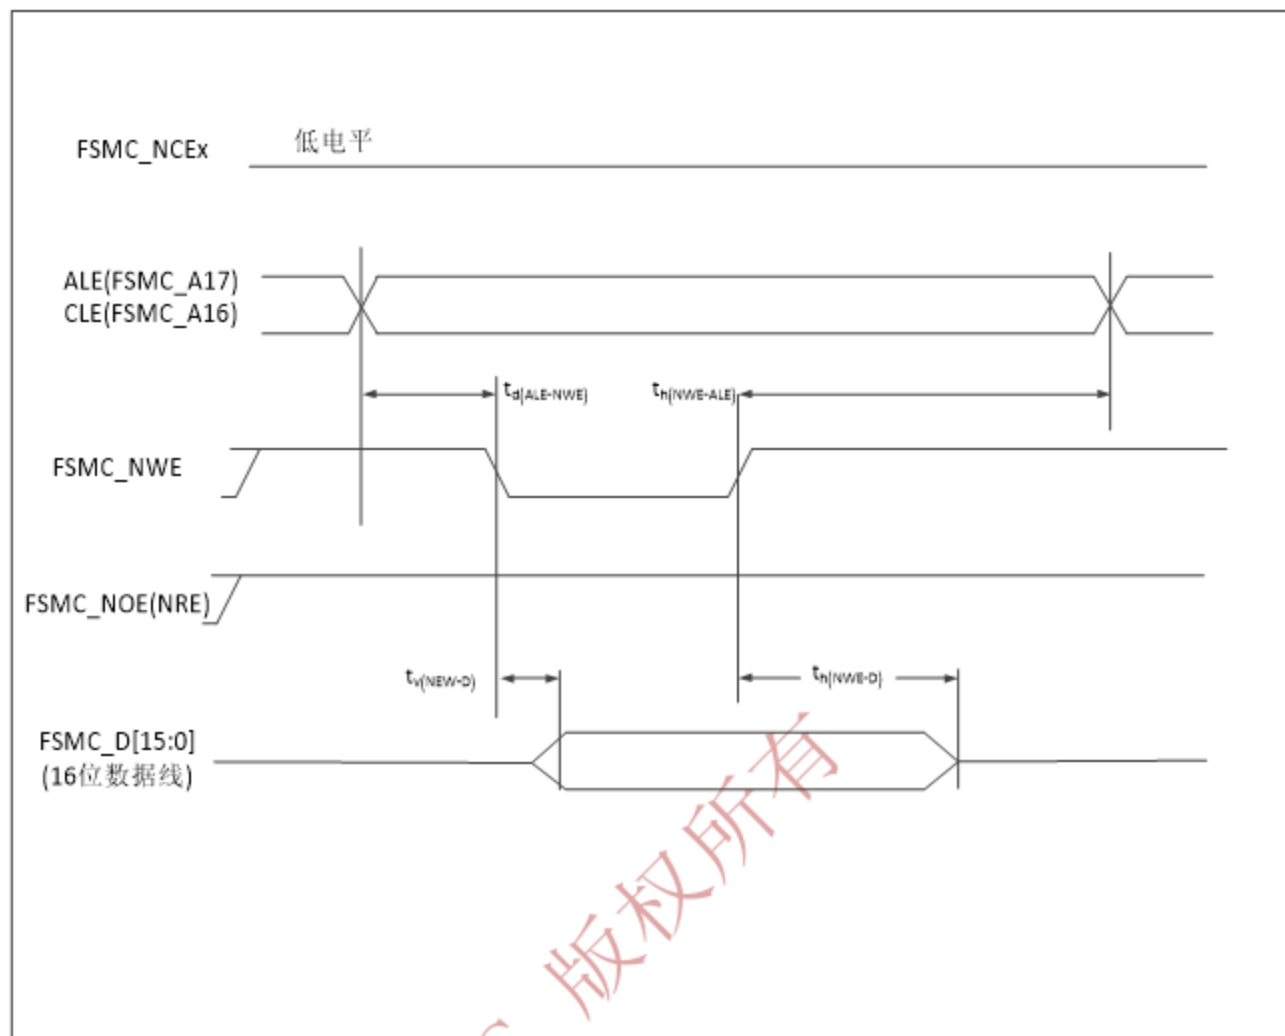 FSMC_NCEx
低电平
ALE(FSMC_A17)
CLE(FSMC_A16)
td(ALE-NWE)
th(NWE-ALE)
FSMC_NWE
FSMC_NOE(NRE)
tv(NEW-D)
th(NWE-D)
FSMC_D[15:0]
(16位数据线)
版权所有